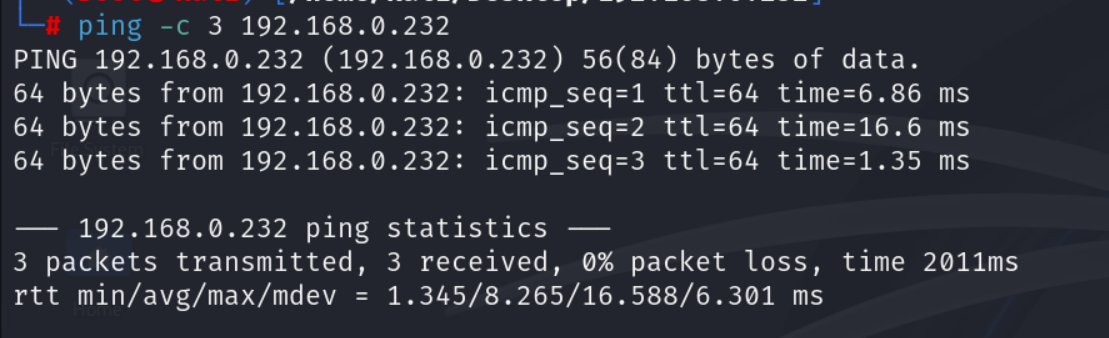 └─# ping -c 3 192.168.0.232
PING 192.168.0.232 (192.168.0.232) 56(84) bytes of data.
64 bytes from 192.168.0.232: icmp_seq=1 ttl=64 time=6.86 ms
64 bytes from 192.168.0.232: icmp_seq=2 ttl=64 time=16.6 ms
File System
64 bytes from 192.168.0.232: icmp_seq=3 ttl=64 time=1.35 ms
— 192.168.0.232 ping statistics —
3 packets transmitted, 3 received, 0% packet loss, time 2011ms
rtt min/avg/max/mdev = 1.345/8.265/16.588/6.301 ms
Home